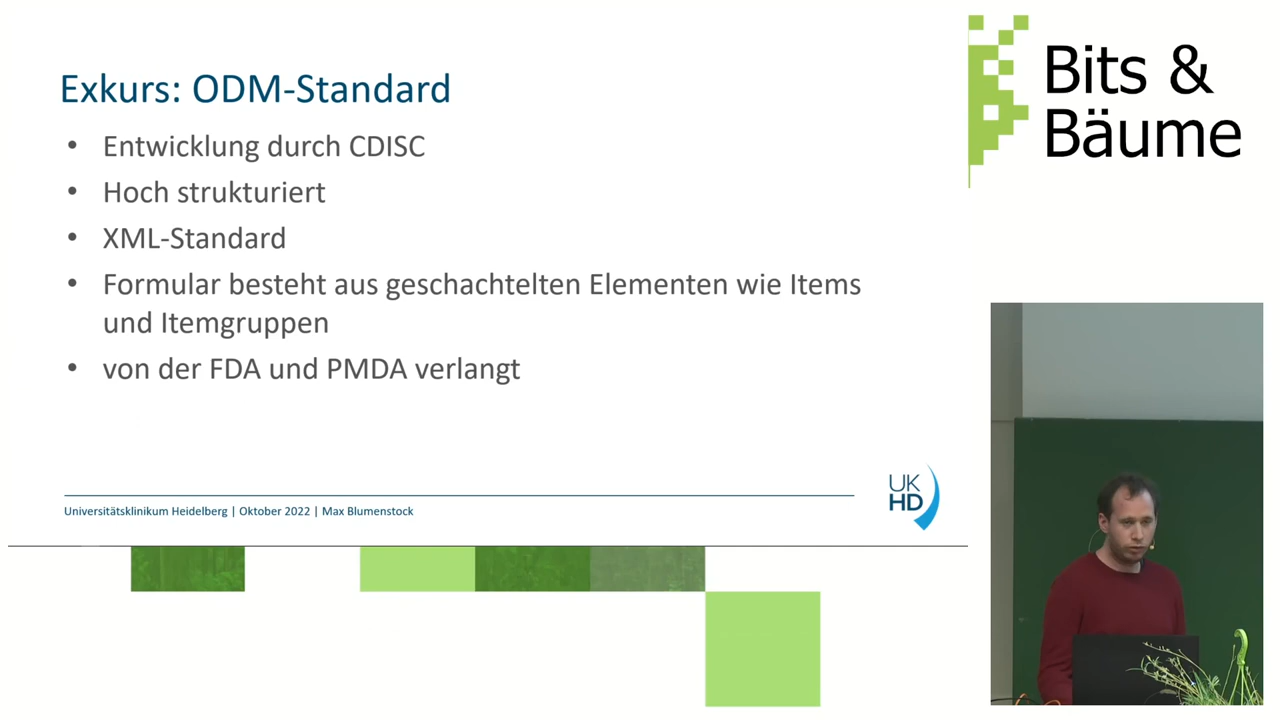 Exkurs: ODM-Standard
• Entwicklung durch CDISC
• Hoch strukturiert
• XML-Standard
• Formular besteht aus geschachtelten Elementen wie Items
und Itemgruppen
• von der FDA und PMDA verlangt
UK
HD
Universitätsklinikum Heidelberg | Oktober 2022 | Max Blumenstock
Bits &
Bäume